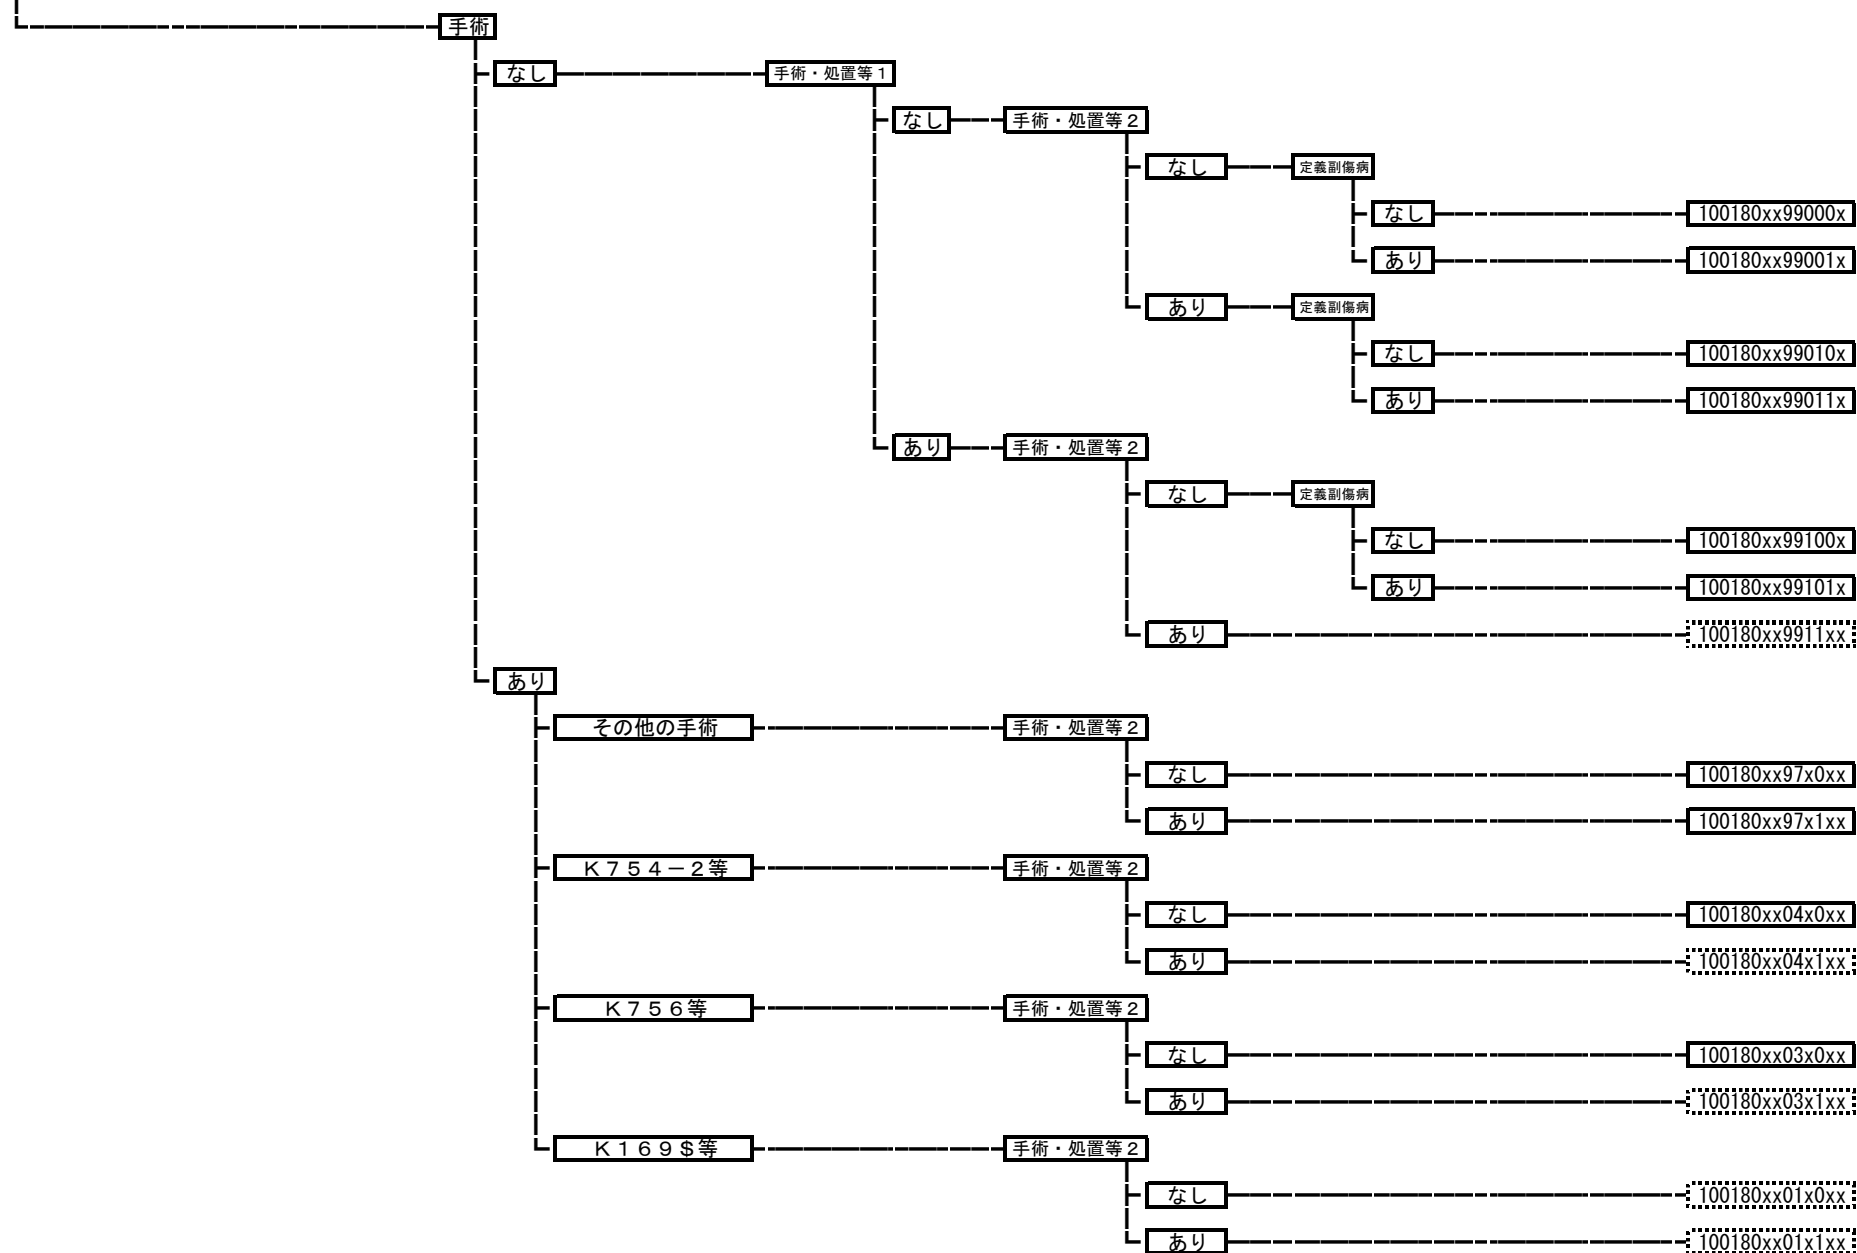 手術
なし 手術・処置等1
なし 手術・処置等2
なし 定義副傷病
なし 100180xx99000x
あり 100180xx99001x
あり 定義副傷病
なし 100180xx99010x
あり 100180xx99011x
あり 手術・処置等2
なし 定義副傷病
なし 100180xx99100x
あり 100180xx99101x
あり 100180xx9911xx
あり
その他の手術 手術・処置等2
なし 100180xx97x0xx
あり 100180xx97x1xx
K754-2等 手術・処置等2
なし 100180xx04x0xx
あり 100180xx04x1xx
K756等 手術・処置等2
なし 100180xx03x0xx
あり 100180xx03x1xx
K169$等 手術・処置等2
なし 100180xx01x0xx
あり 100180xx01x1xx